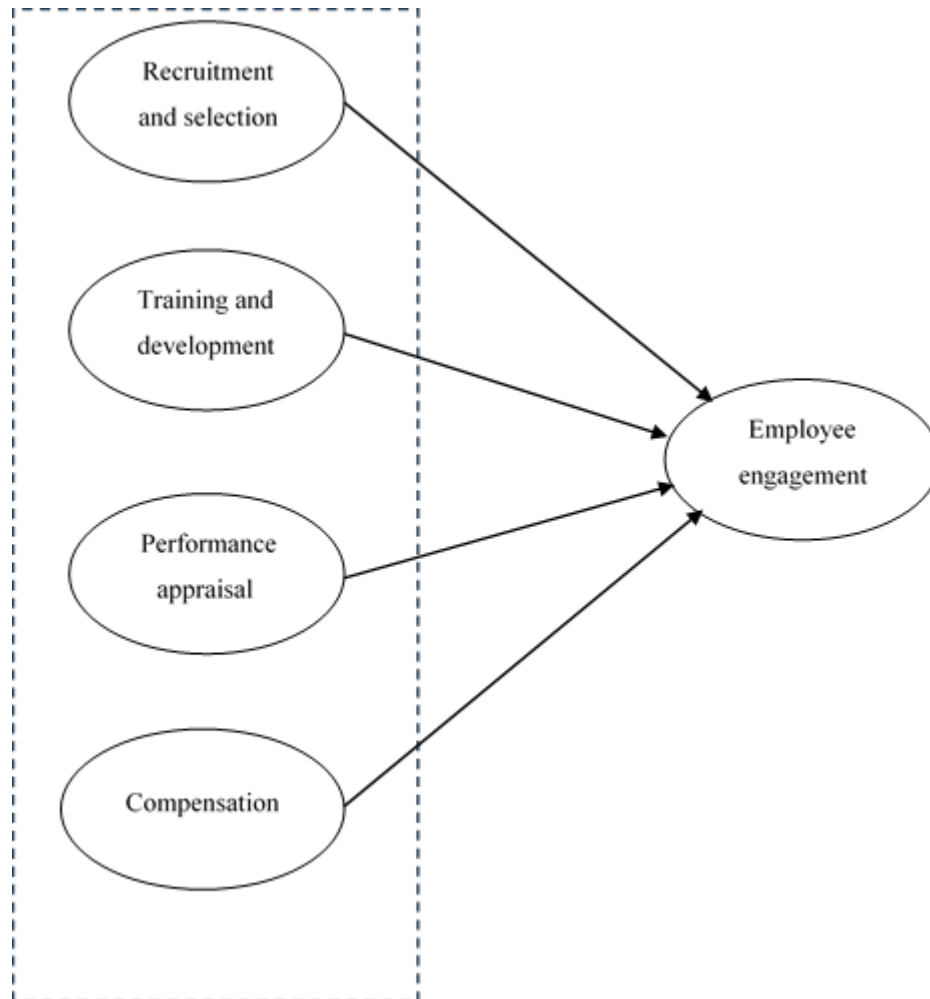 Recruitment
and selection
Training and
development
Employee
engagement
Performance
appraisal
Compensation